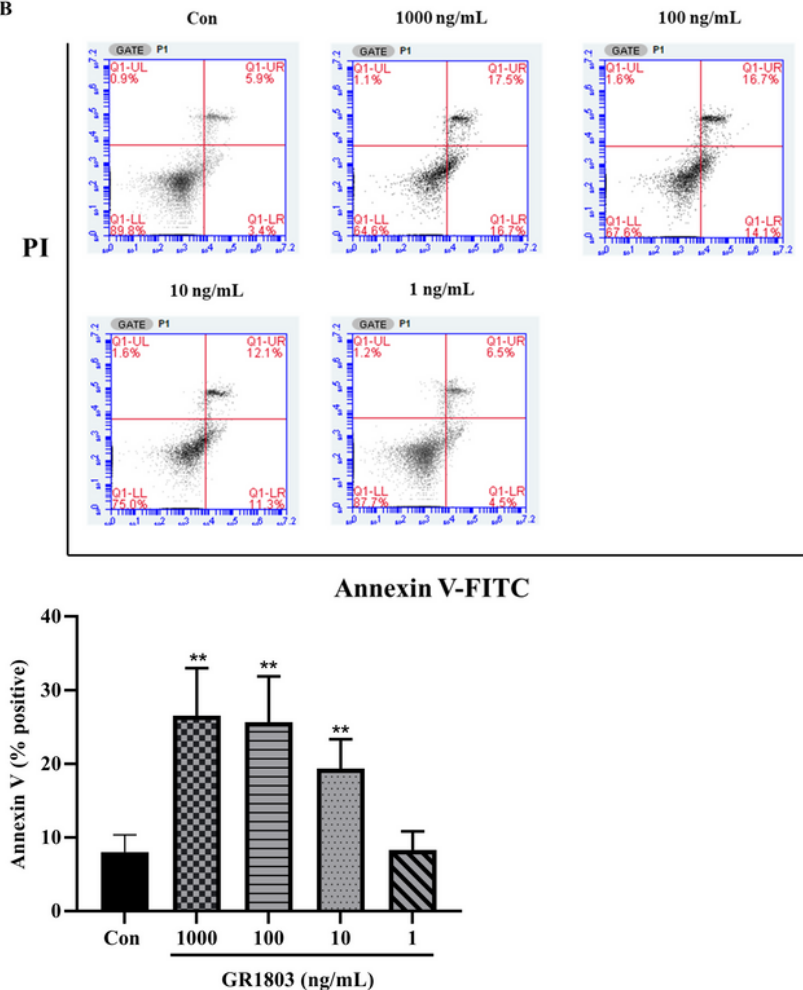 B
Con 1000 ng/mL 100 ng/mL
GATE P1 GATE P1 GATE P1
Q1-UL Q1-UR Q1-UL Q1-UR Q1-UL Q1-UR
0.9% 5.9% 1.1% 17.5% 1.6% 16.7%
Q1-LL Q1-LR Q1-LL Q1-LR Q1-LL Q1-LR
89.8% 3.4% 64.6% 16.7% 67.6% 14.1%
PI
10 ng/mL 1 ng/mL
GATE P1 GATE P1
Q1-UL Q1-UR Q1-UL Q1-UR
1.6% 12.1% 1.2% 6.5%
Q1-LL Q1-LR Q1-LL Q1-LR
75.0% 11.3% 87.7% 4.5%
Annexin V-FITC
Annexin V (% positive)
40
30
20
10
0
** ** **
Con 1000 100 10 1
GR1803 (ng/mL)